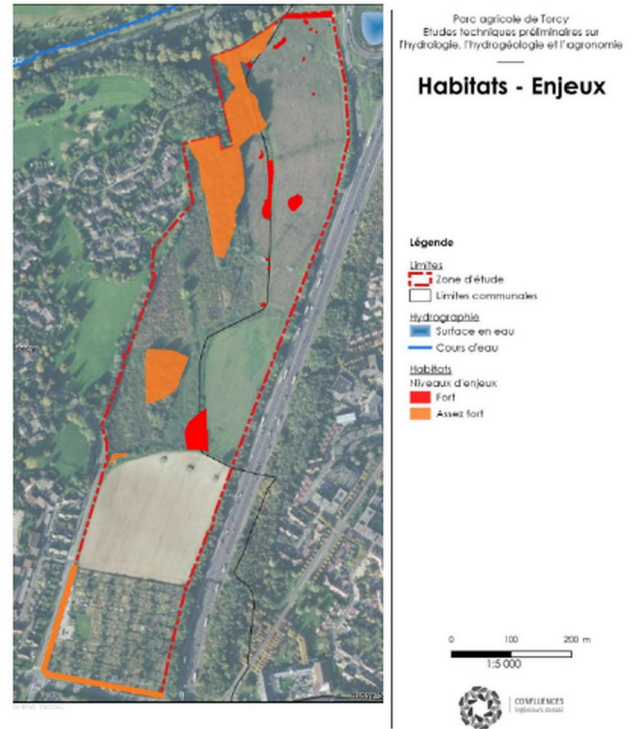 Parc agricole de Torcy
Etudes techniques préliminaires sur
l'hydrologie, l'hydrogéologie et l'agronomie
Habitats - Enjeux
Légende
Limites
Zone d'étude
Limites communales
Hydrographie
Surface en eau
Cours d'eau
Habitats
Niveaux d'enjeux
Fort
Assez fort
0 100 200 m
1:5 000
CONFLUENCES
Ingénieurs conseil